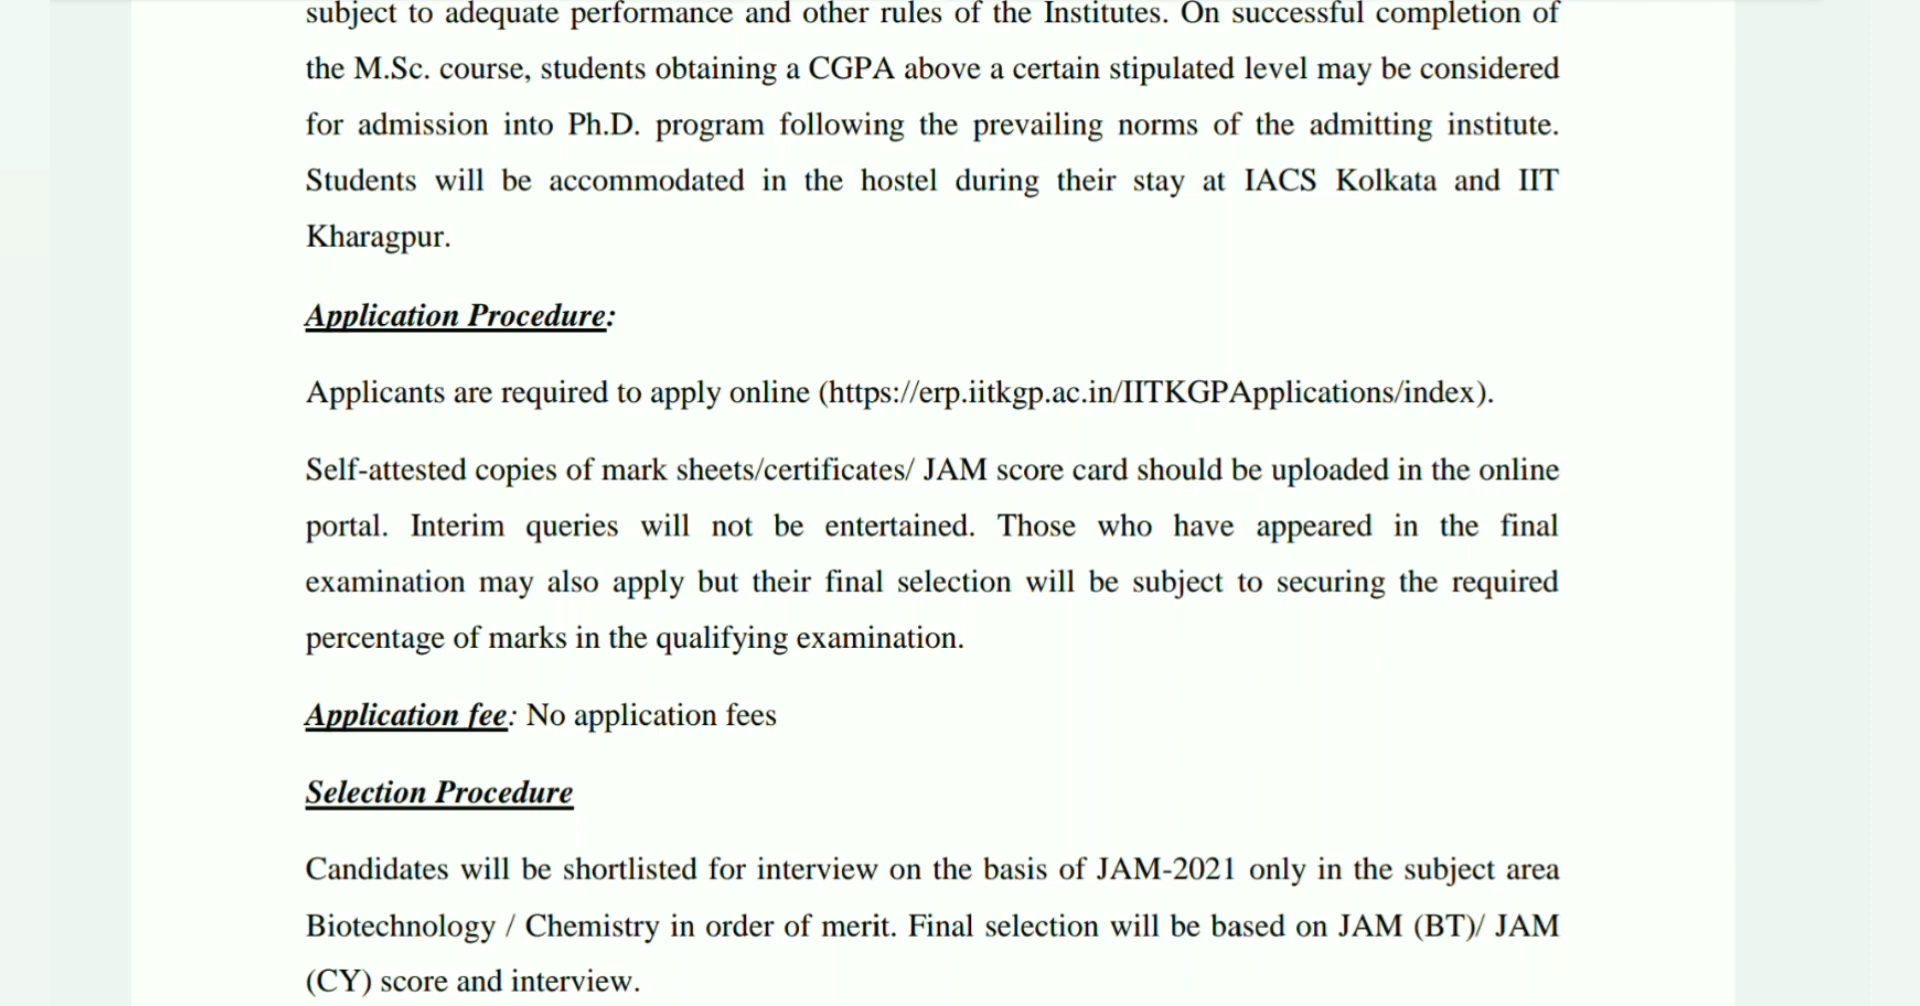 subject to adequate performance and other rules of the Institutes. On successful completion of
the M.Sc. course, students obtaining a CGPA above a certain stipulated level may be considered
for admission into Ph.D. program following the prevailing norms of the admitting institute.
Students will be accommodated in the hostel during their stay at IACS Kolkata and IIT
Kharagpur.
Application Procedure:
Applicants are required to apply online (https://erp.iitkgp.ac.in/IITKGPApplications/index).
Self-attested copies of mark sheets/certificates/ JAM score card should be uploaded in the online
portal. Interim queries will not be entertained. Those who have appeared in the final
examination may also apply but their final selection will be subject to securing the required
percentage of marks in the qualifying examination.
Application fee: No application fees
Selection Procedure
Candidates will be shortlisted for interview on the basis of JAM-2021 only in the subject area
Biotechnology / Chemistry in order of merit. Final selection will be based on JAM (BT)/ JAM
(CY) score and interview.